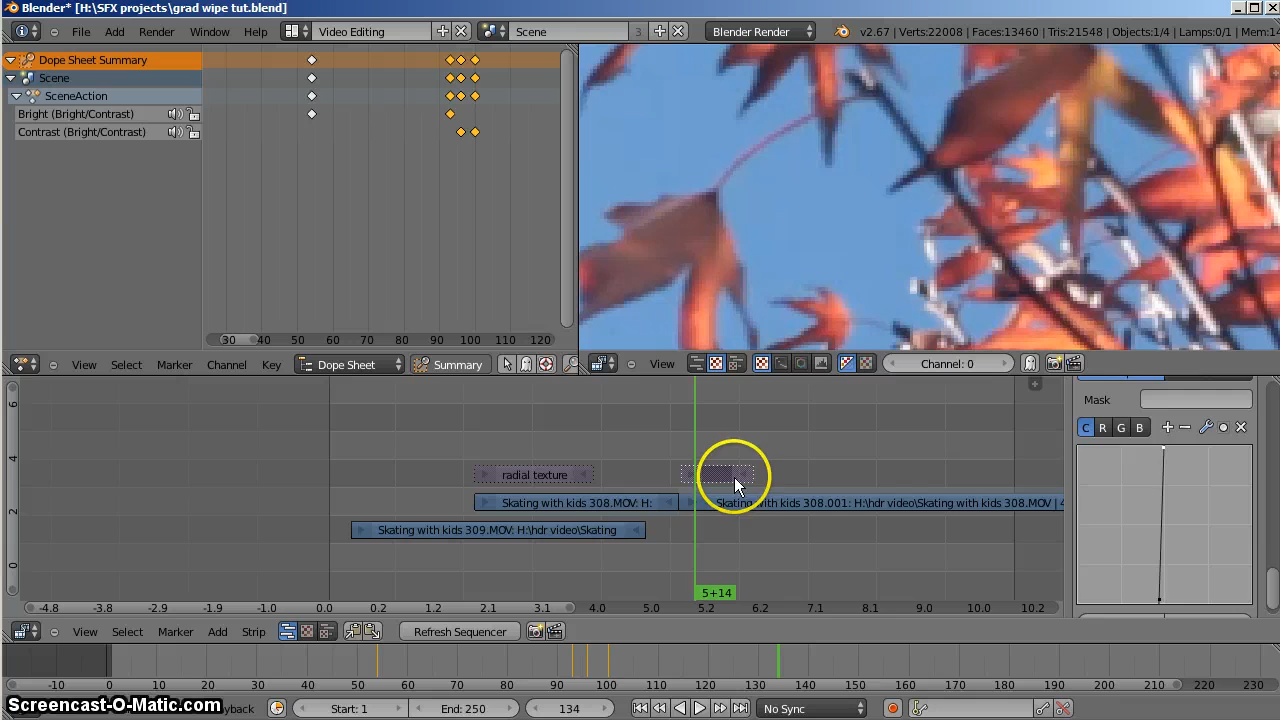 Blender* [H:\SFX projects\grad wipe tut.blend]
File Add Render Window Help Video Editing Scene 3 Blender Render v2.67 | Verts:22008 | Faces:13460 | Tris:21548 | Objects:1/4 | Lamps:0/1 | Mem:14
Dope Sheet Summary
Scene
SceneAction
Bright (Bright/Contrast)
Contrast (Bright/Contrast)
30 40 50 60 70 80 90 100 110 120
View Select Marker Channel Key Dope Sheet Summary View Channel: 0
Mask
C R G B
6
4
2
0
radial texture
Skating with kids 308.MOV: H:
Skating with kids 308.001: H:\hdr video\Skating with kids 308.MOV | 4
Skating with kids 309.MOV: H:\hdr video\Skating
5+14
-4.8 -3.8 -2.9 -1.9 -1.0 0.0 0.2 1.2 2.1 3.1 4.0 5.0 5.2 6.2 7.1 8.1 9.0 10.0 10.2
View Select Marker Add Strip Refresh Sequencer
-10 0 10 20 30 40 50 60 70 80 90 100 110 120 130 140 150 160 170 180 190 200 210 220 230
Screencast-O-Matic.com
yback Start: 1 End: 250 134 No Sync